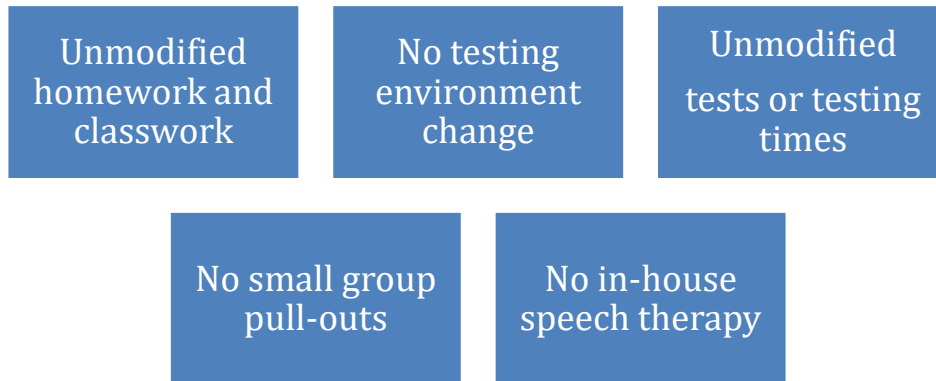 Unmodified
homework and
classwork
No testing
environment
change
Unmodified
tests or testing
times
No small group
pull-outs
No in-house
speech therapy